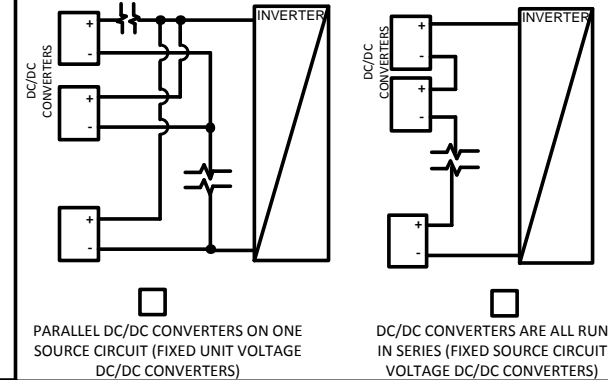 DC/DC
CONVERTERS
+
-
+
-
+
-
INVERTER
PARALLEL DC/DC CONVERTERS ON ONE
SOURCE CIRCUIT (FIXED UNIT VOLTAGE
DC/DC CONVERTERS)
DC/DC
CONVERTERS
+
-
+
-
+
-
INVERTER
DC/DC CONVERTERS ARE ALL RUN
IN SERIES (FIXED SOURCE CIRCUIT
VOLTAGE DC/DC CONVERTERS)